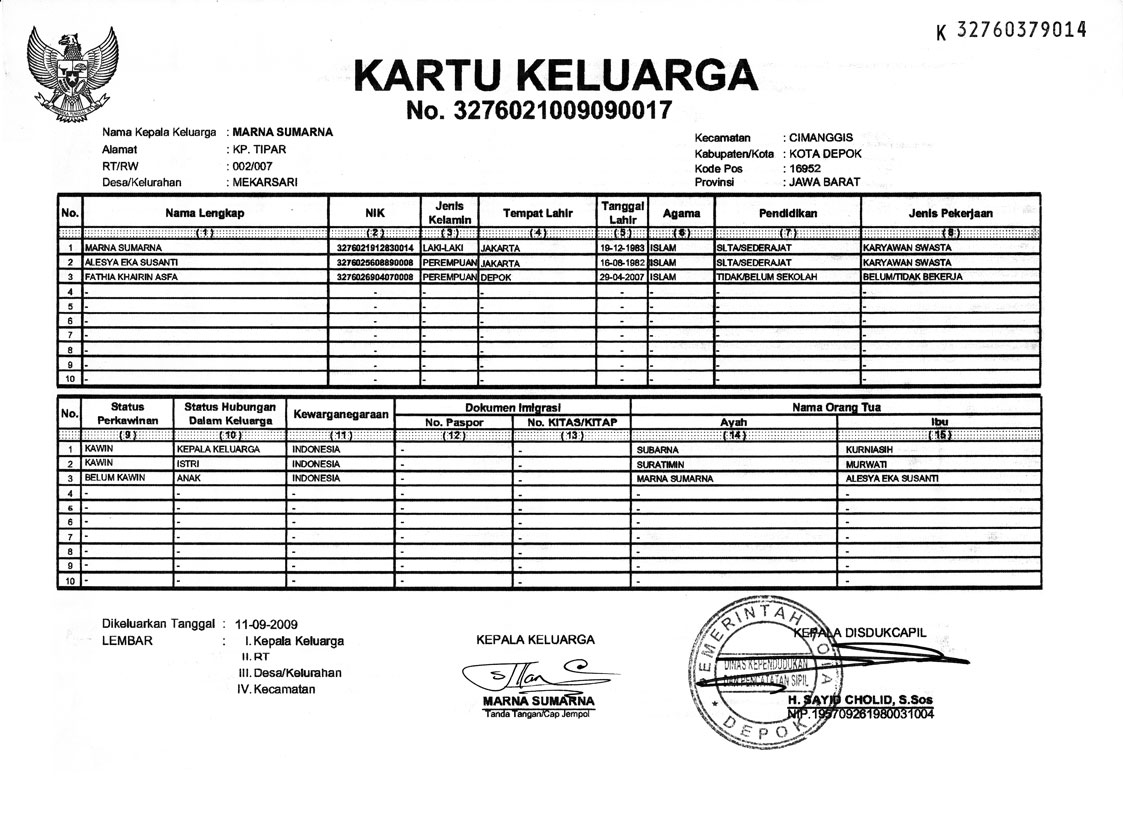 K 32760379014
KARTU KELUARGA
No. 3276021009090017
Nama Kepala Keluarga : MARNA SUMARNA
Alamat : KP. TIPAR
RT/RW : 002/007
Desa/Kelurahan : MEKARSARI
Kecamatan : CIMANGGIS
Kabupaten/Kota : KOTA DEPOK
Kode Pos : 16952
Provinsi : JAWA BARAT
No. Nama Lengkap NIK Jenis Kelamin Tempat Lahir Tanggal Lahir Agama Pendidikan Jenis Pekerjaan
(1) (2) (3) (4) (5) (6) (7) (8)
1 MARNA SUMARNA 3276021912830014 LAKI-LAKI JAKARTA 19-12-1983 ISLAM SLTA/SEDERAJAT KARYAWAN SWASTA
2 ALESYA EKA SUSANTI 3276025608890008 PEREMPUAN JAKARTA 16-08-1982 ISLAM SLTA/SEDERAJAT KARYAWAN SWASTA
3 FATHIA KHAIRIN ASFA 3276026904070008 PEREMPUAN DEPOK 29-04-2007 ISLAM TIDAK/BELUM SEKOLAH BELUM/TIDAK BEKERJA
4 - - - - - - - -
5 - - - - - - - -
6 - - - - - - - -
7 - - - - - - - -
8 - - - - - - - -
9 - - - - - - - -
10 - - - - - - - -
No. Status Perkawinan Status Hubungan Dalam Keluarga Kewarganegaraan Dokumen Imigrasi Nama Orang Tua
No. Paspor No. KITAS/KITAP Ayah Ibu
(9) (10) (11) (12) (13) (14) (15)
1 KAWIN KEPALA KELUARGA INDONESIA - - SUBARNA KURNIASIH
2 KAWIN ISTRI INDONESIA - - SURATIMIN MURWATI
3 BELUM KAWIN ANAK INDONESIA - - MARNA SUMARNA ALESYA EKA SUSANTI
4 - - - - - - -
5 - - - - - - -
6 - - - - - - -
7 - - - - - - -
8 - - - - - - -
9 - - - - - - -
10 - - - - - - -
Dikeluarkan Tanggal : 11-09-2009
LEMBAR : I. Kepala Keluarga
II. RT
III. Desa/Kelurahan
IV. Kecamatan
KEPALA KELUARGA
MARNA SUMARNA
Tanda Tangan/Cap Jempol
KEPALA DISDUKCAPIL
PEMERINTAH KOTA
DINAS KEPENDUDUKAN
DAN PENCATATAN SIPIL
* DEPOK *
H. SAYID CHOLID, S.Sos
NIP. 195709261980031004